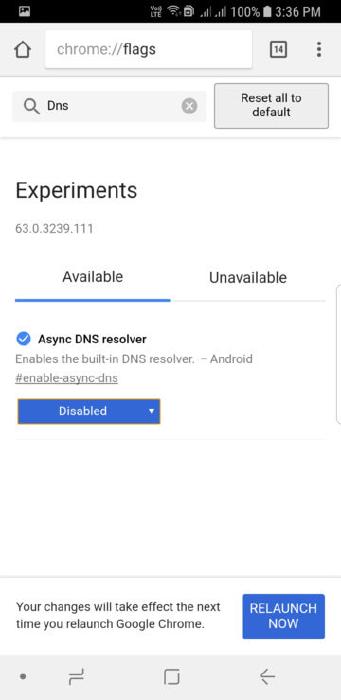 100% 3:36 PM
chrome://flags
14
Dns
Reset all to
default
Experiments
63.0.3239.111
Available
Unavailable
Async DNS resolver
Enables the built-in DNS resolver. – Android
#enable-async-dns
Disabled
Your changes will take effect the next
time you relaunch Google Chrome.
RELAUNCH
NOW